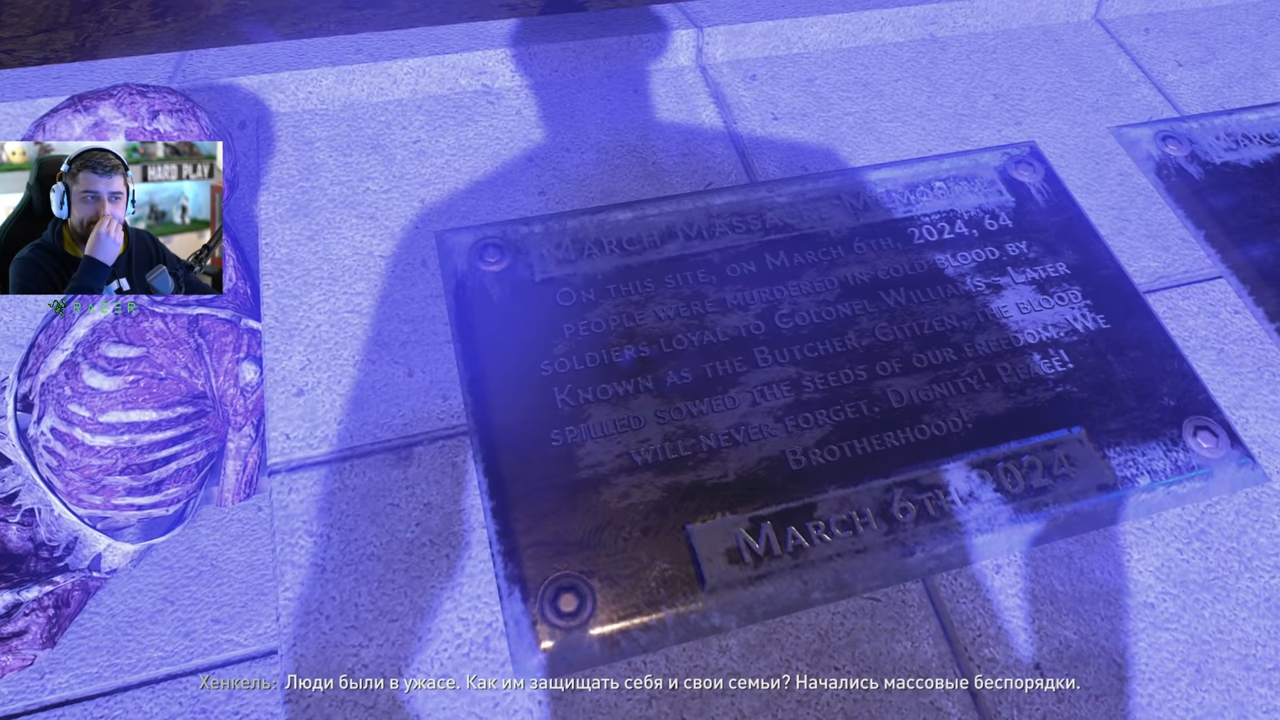 HARD PLAY
RAZER
MARCH MASSACRE MEMORIAL
ON THIS SITE, ON MARCH 6TH, 2024, 64
PEOPLE WERE MURDERED IN COLD BLOOD BY
SOLDIERS LOYAL TO COLONEL WILLIAMS - LATER
KNOWN AS THE BUTCHER. CITIZEN, THE BLOOD
SPILLED SOWED THE SEEDS OF OUR FREEDOM. WE
WILL NEVER FORGET. DIGNITY! PEACE!
BROTHERHOOD!
MARCH 6TH 2024
MARCH
Хенкель: Люди были в ужасе. Как им защищать себя и свои семьи? Начались массовые беспорядки.